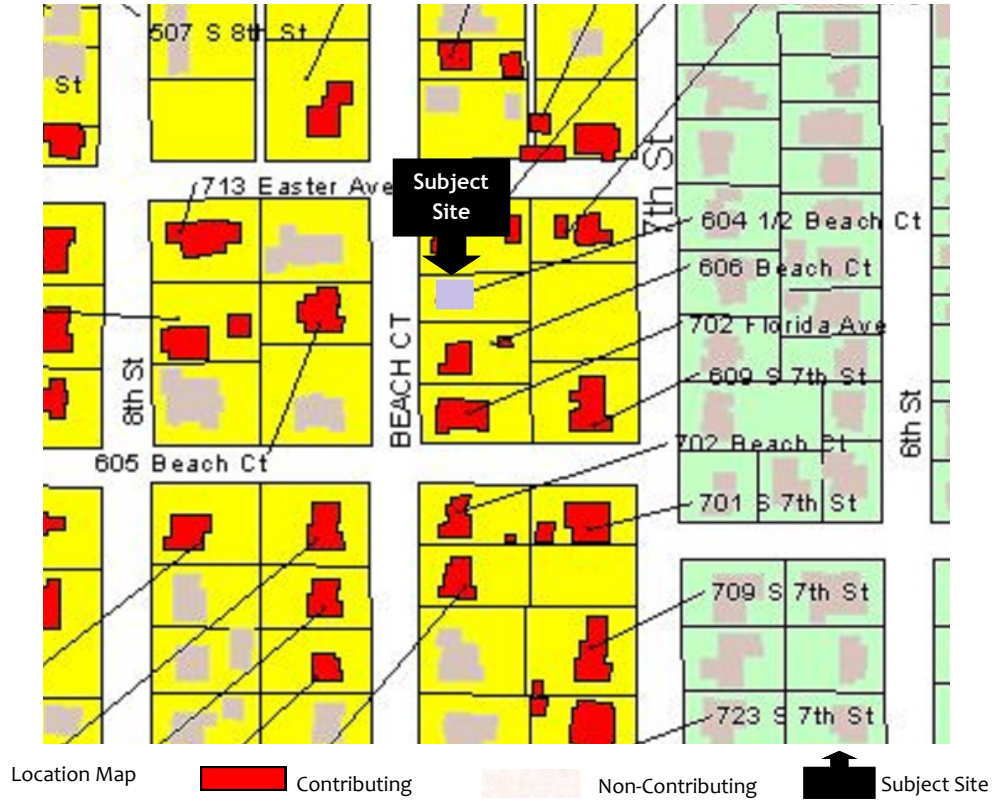 507 S 8th St
St
713 Easter Ave
Subject
Site
7th St
604 1/2 Beach Ct
606 Beach Ct
702 Florida Ave
609 S 7th St
8th St
BEACH CT
6th St
702 Beach Ct
605 Beach Ct
701 S 7th St
709 S 7th St
723 S 7th St
Location Map
Contributing
Non-Contributing
Subject Site